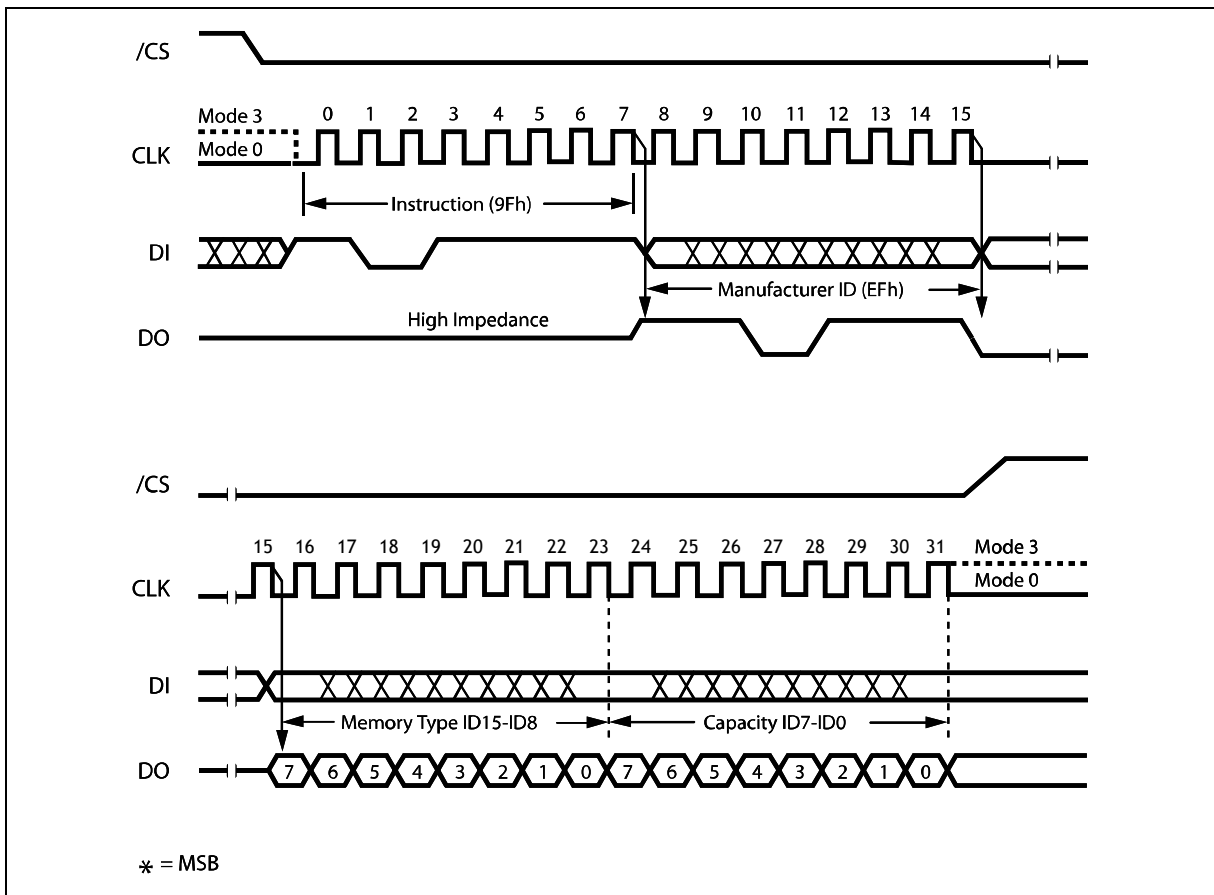 /CS
Mode 3
0 1 2 3 4 5 6 7 8 9 10 11 12 13 14 15
Mode 0
CLK
Instruction (9Fh)
DI
Manufacturer ID (EFh)
High Impedance
DO
/CS
15 16 17 18 19 20 21 22 23 24 25 26 27 28 29 30 31
Mode 3
CLK
Mode 0
DI
Memory Type ID15-ID8
Capacity ID7-ID0
DO
7 6 5 4 3 2 1 0 7 6 5 4 3 2 1 0
* = MSB